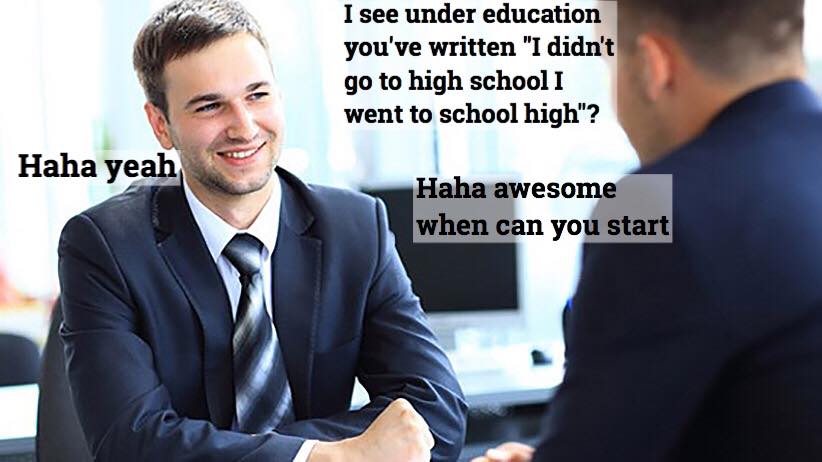 I see under education
you've written "I didn't
go to high school I
went to school high"?
Haha yeah
Haha awesome
when can you start